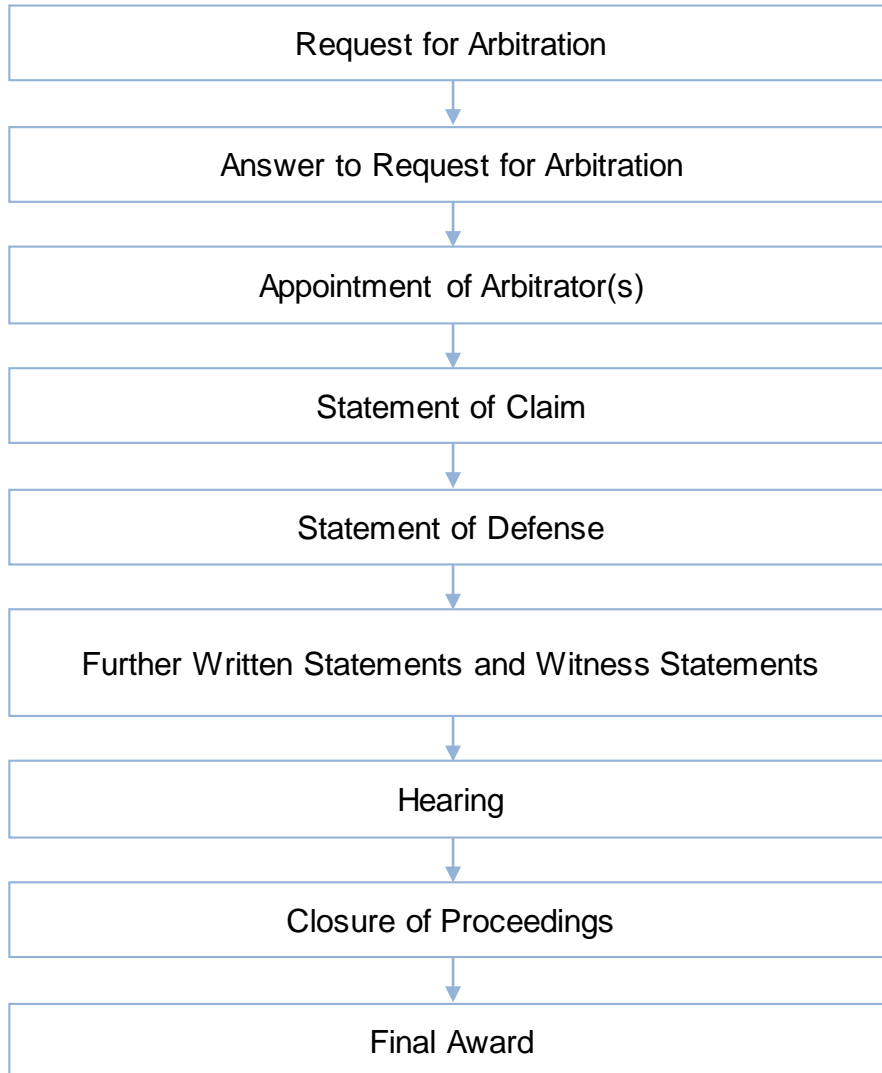 Request for Arbitration
Answer to Request for Arbitration
Appointment of Arbitrator(s)
Statement of Claim
Statement of Defense
Further Written Statements and Witness Statements
Hearing
Closure of Proceedings
Final Award